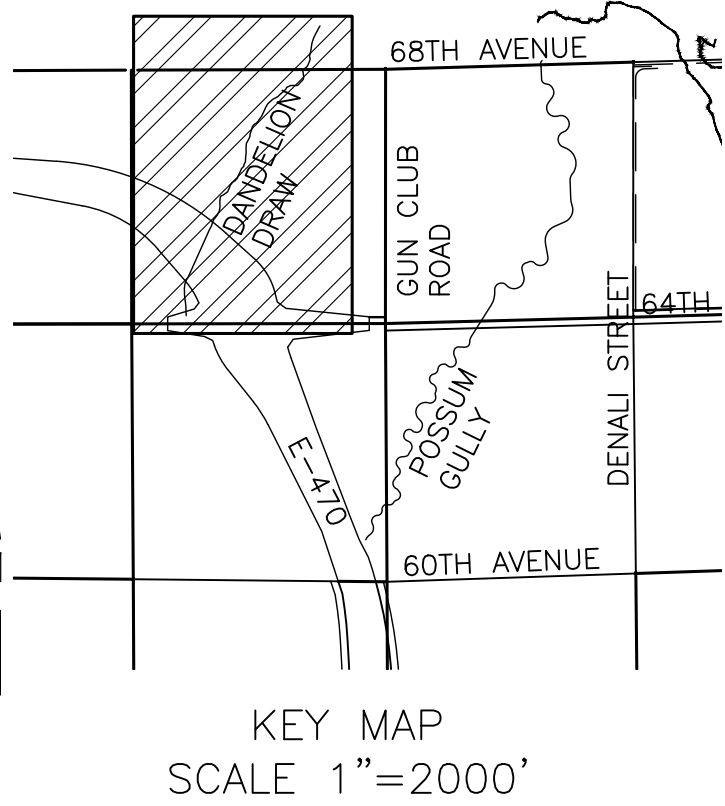 68TH AVENUE
DANDELION
DRAW
GUN CLUB
ROAD
64TH
DENALI STREET
POSSUM
GULLY
E-470
60TH AVENUE
KEY MAP
SCALE 1"=2000'